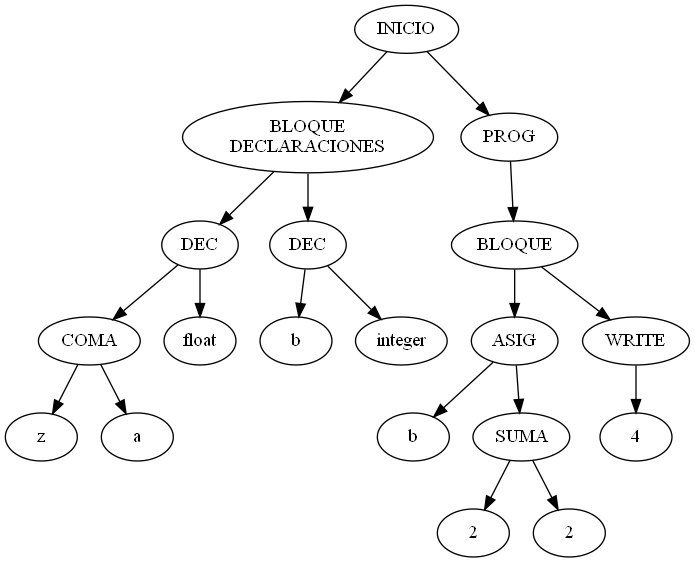 INICIO
BLOQUE
DECLARACIONES
PROG
DEC
DEC
BLOQUE
COMA
float
b
integer
ASIG
WRITE
z
a
b
SUMA
4
2
2